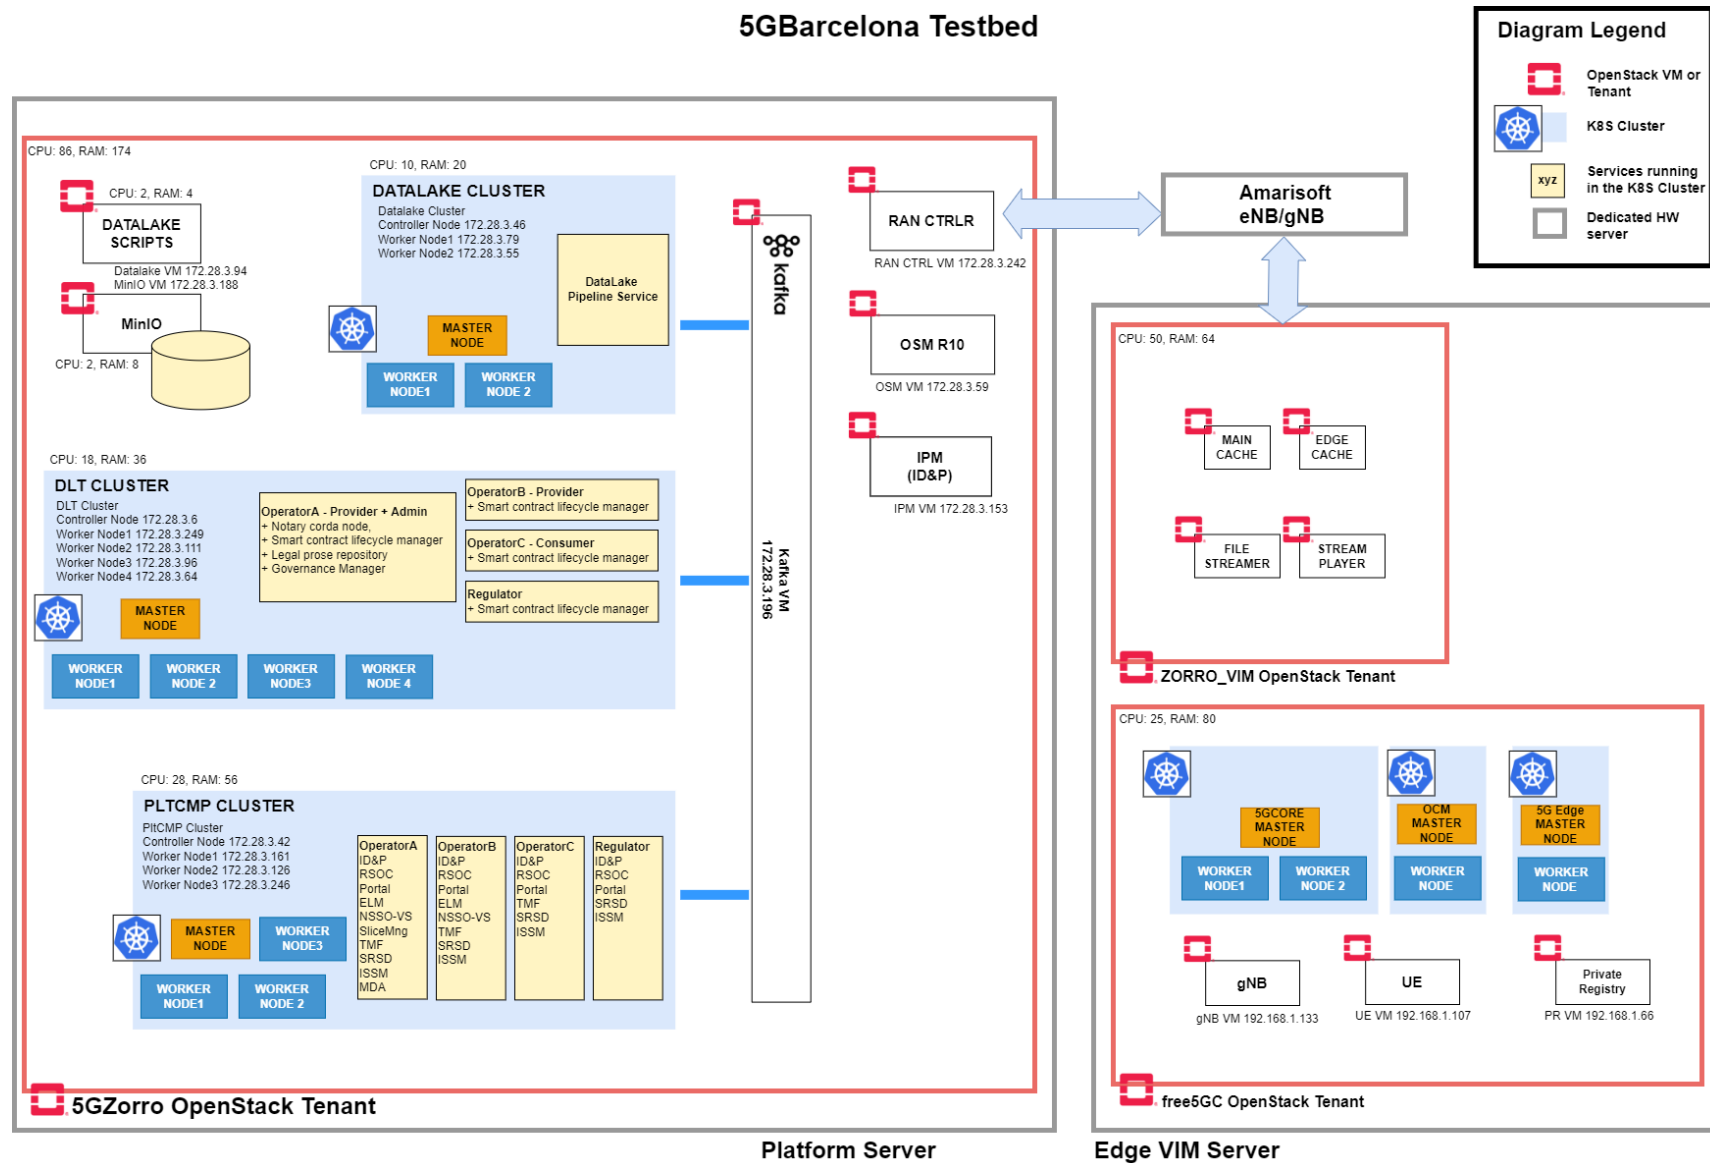 5GBarcelona Testbed
Diagram Legend
OpenStack VM or
Tenant
K8S Cluster
xyz
Services running
in the K8S Cluster
Dedicated HW
server
CPU: 86, RAM: 174
CPU: 2, RAM: 4
DATALAKE
SCRIPTS
Datalake VM 172.28.3.94
MinIO VM 172.28.3.188
MinIO
CPU: 2, RAM: 8
CPU: 10, RAM: 20
DATALAKE CLUSTER
Datalake Cluster
Controller Node 172.28.3.46
Worker Node1 172.28.3.79
Worker Node2 172.28.3.55
DataLake
Pipeline Service
MASTER
NODE
WORKER
NODE1
WORKER
NODE 2
kafka
Kafka VM
172.28.3.196
RAN CTRLR
RAN CTRL VM 172.28.3.242
OSM R10
OSM VM 172.28.3.59
IPM
(ID&P)
IPM VM 172.28.3.153
Amarisoft
eNB/gNB
CPU: 18, RAM: 36
DLT CLUSTER
DLT Cluster
Controller Node 172.28.3.6
Worker Node1 172.28.3.249
Worker Node2 172.28.3.111
Worker Node3 172.28.3.96
Worker Node4 172.28.3.64
OperatorA - Provider + Admin
+ Notary corda node,
+ Smart contract lifecycle manager
+ Legal prose repository
+ Governance Manager
OperatorB - Provider
+ Smart contract lifecycle manager
OperatorC - Consumer
+ Smart contract lifecycle manager
Regulator
+ Smart contract lifecycle manager
MASTER
NODE
WORKER
NODE1
WORKER
NODE 2
WORKER
NODE3
WORKER
NODE 4
CPU: 28, RAM: 56
PLTCMP CLUSTER
PltCMP Cluster
Controller Node 172.28.3.42
Worker Node1 172.28.3.161
Worker Node2 172.28.3.126
Worker Node3 172.28.3.246
MASTER
NODE
WORKER
NODE3
WORKER
NODE1
WORKER
NODE 2
OperatorA
ID&P
RSOC
Portal
ELM
NSSO-VS
SliceMng
TMF
SRSD
ISSM
MDA
OperatorB
ID&P
RSOC
Portal
ELM
NSSO-VS
TMF
SRSD
ISSM
OperatorC
ID&P
RSOC
Portal
TMF
SRSD
ISSM
Regulator
ID&P
RSOC
Portal
SRSD
ISSM
5GZorro OpenStack Tenant
Platform Server
CPU: 50, RAM: 64
MAIN
CACHE
EDGE
CACHE
FILE
STREAMER
STREAM
PLAYER
ZORRO_VIM OpenStack Tenant
CPU: 25, RAM: 80
5GCORE
MASTER
NODE
WORKER
NODE1
WORKER
NODE 2
OCM
MASTER
NODE
WORKER
NODE
5G Edge
MASTER
NODE
WORKER
NODE
gNB
gNB VM 192.168.1.133
UE
UE VM 192.168.1.107
Private
Registry
PR VM 192.168.1.66
free5GC OpenStack Tenant
Edge VIM Server